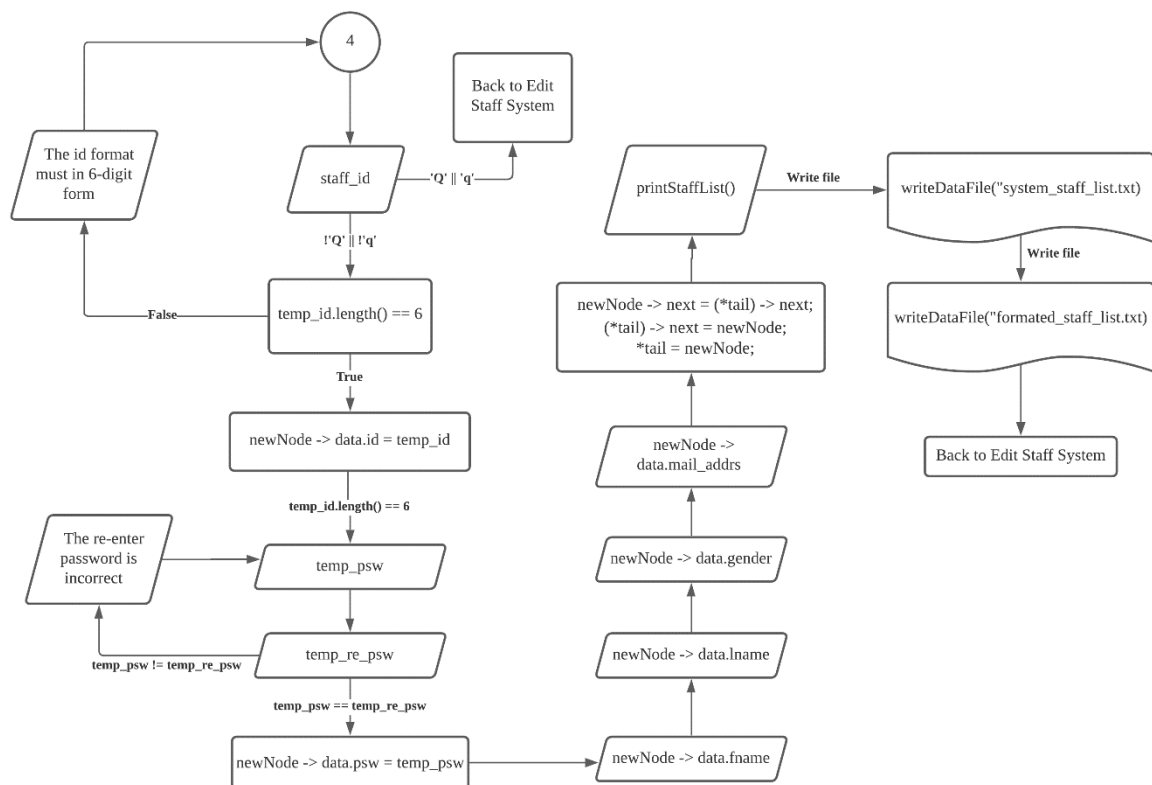 4
Back to Edit
Staff System
The id format
must in 6-digit
form
staff_id
'Q' || 'q'
!'Q' || !'q'
False
temp_id.length() == 6
True
newNode -> data.id = temp_id
temp_id.length() == 6
The re-enter
password is
incorrect
temp_psw
temp_re_psw
temp_psw != temp_re_psw
temp_psw == temp_re_psw
newNode -> data.psw = temp_psw
newNode -> data.fname
newNode -> data.lname
newNode -> data.gender
newNode ->
data.mail_addrs
newNode -> next = (*tail) -> next;
(*tail) -> next = newNode;
*tail = newNode;
printStaffList()
Write file
writeDataFile("system_staff_list.txt)
Write file
writeDataFile("formated_staff_list.txt)
Back to Edit Staff System